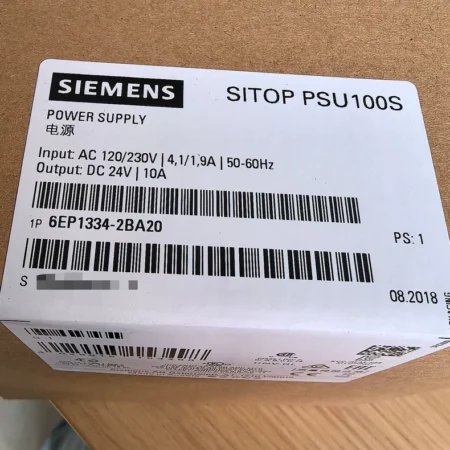 SIEMENS
SITOP PSU100S
POWER SUPPLY
电源
Input: AC 120/230V | 4,1/1,9A | 50-60Hz
Output: DC 24V | 10A
1P 6EP1334-2BA20
PS: 1
S
08.2018